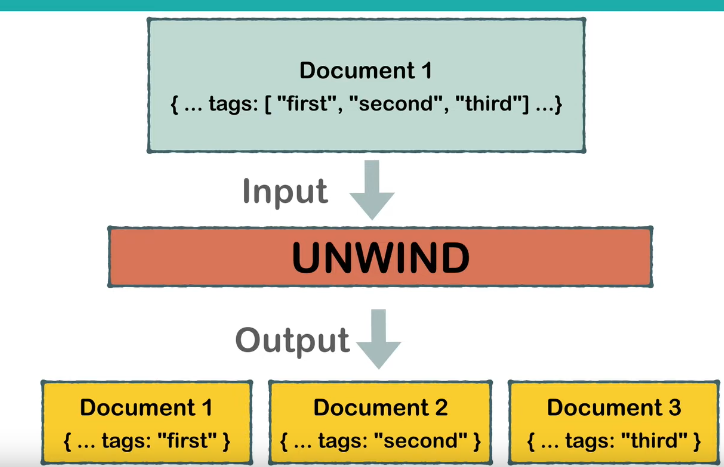 Document 1
{ ... tags: [ "first", "second", "third"] ...}
Input
UNWIND
Output
Document 1
{ ... tags: "first" }
Document 2
{ ... tags: "second" }
Document 3
{ ... tags: "third" }